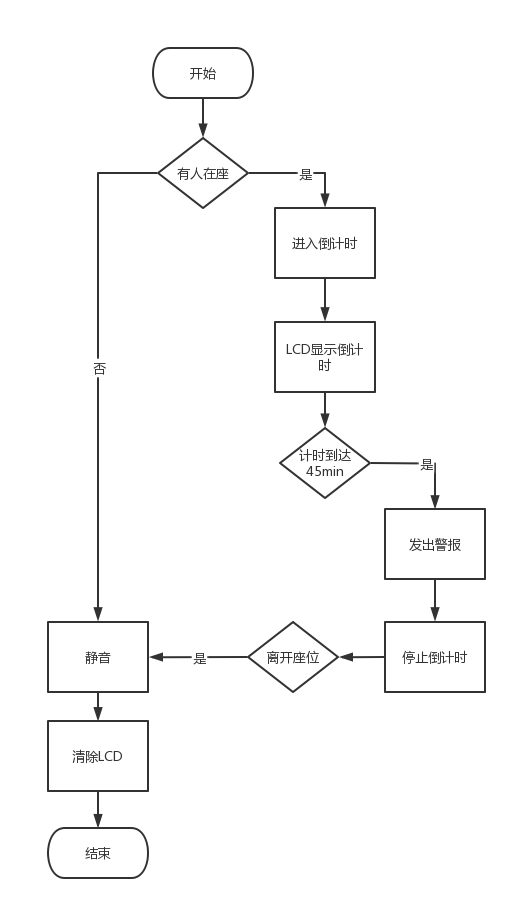 开始
有人在座
是
进入倒计时
LCD显示倒计
时
否
计时到达
45min
是
发出警报
静音
是
离开座位
停止倒计时
清除LCD
结束